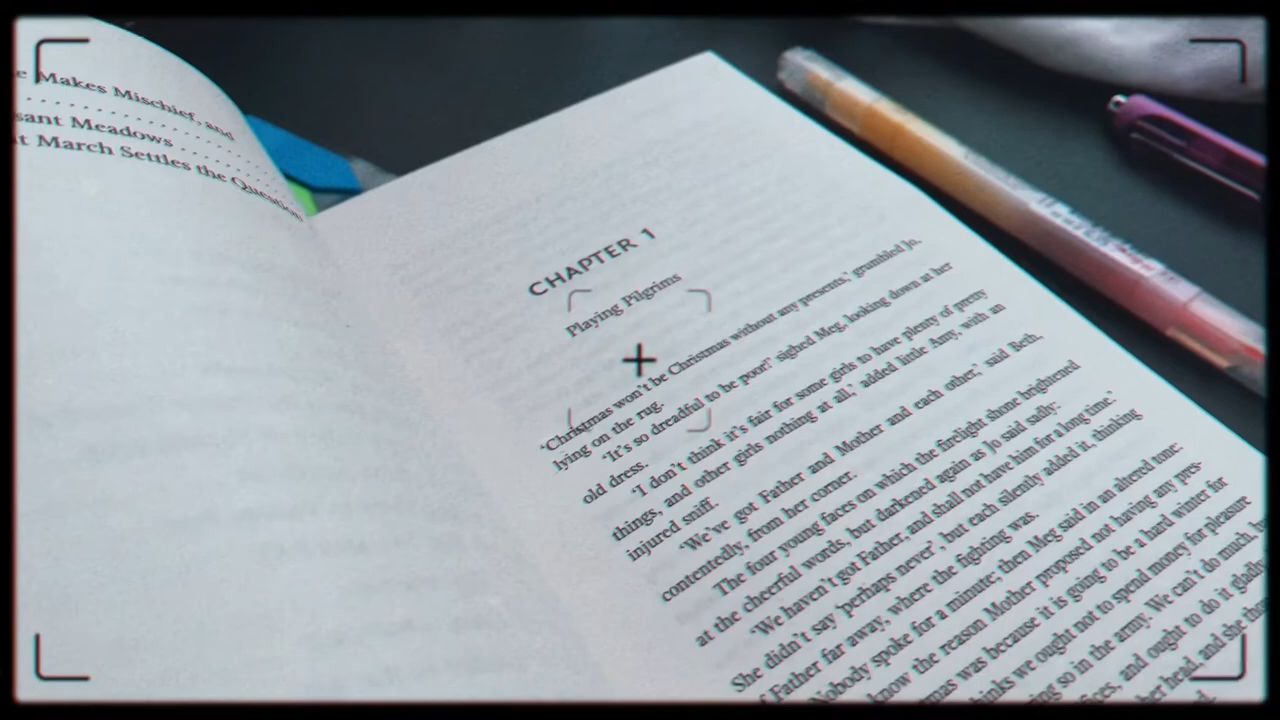 Makes Mischief, and
Meadows
March Settles the Question
CHAPTER 1
Playing Pilgrims
‘Christmas won’t be Christmas without any presents,’ grumbled Jo,
lying on the rug.
‘It’s so dreadful to be poor!’ sighed Meg, looking down at her
old dress.
‘I don’t think it’s fair for some girls to have plenty of pretty
things, and other girls nothing at all,’ added little Amy, with an
injured sniff.
‘We’ve got Father and Mother and each other,’ said Beth,
contentedly, from her corner.
The four young faces on which the firelight shone brightened
at the cheerful words, but darkened again as Jo said sadly:
‘We haven’t got Father, and shall not have him for a long time.’
She didn’t say ‘perhaps never’, but each silently added it, thinking
Father far away, where the fighting was.
Nobody spoke for a minute; then Meg said in an altered tone:
know the reason Mother proposed not having any pres-
was because it is going to be a hard winter for
we ought not to spend money for pleasure
so in the army. We can’t do much,
and ought to do it gladly
her head, and she